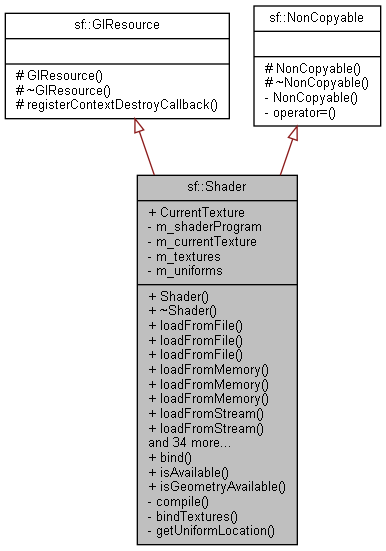 sf::GlResource
# GlResource()
# ~GlResource()
# registerContextDestroyCallback()
sf::NonCopyable
# NonCopyable()
# ~NonCopyable()
- NonCopyable()
- operator=()
sf::Shader
+ CurrentTexture
- m_shaderProgram
- m_currentTexture
- m_textures
- m_uniforms
+ Shader()
+ ~Shader()
+ loadFromFile()
+ loadFromFile()
+ loadFromFile()
+ loadFromMemory()
+ loadFromMemory()
+ loadFromMemory()
+ loadFromStream()
+ loadFromStream()
and 34 more...
+ bind()
+ isAvailable()
+ isGeometryAvailable()
- compile()
- bindTextures()
- getUniformLocation()